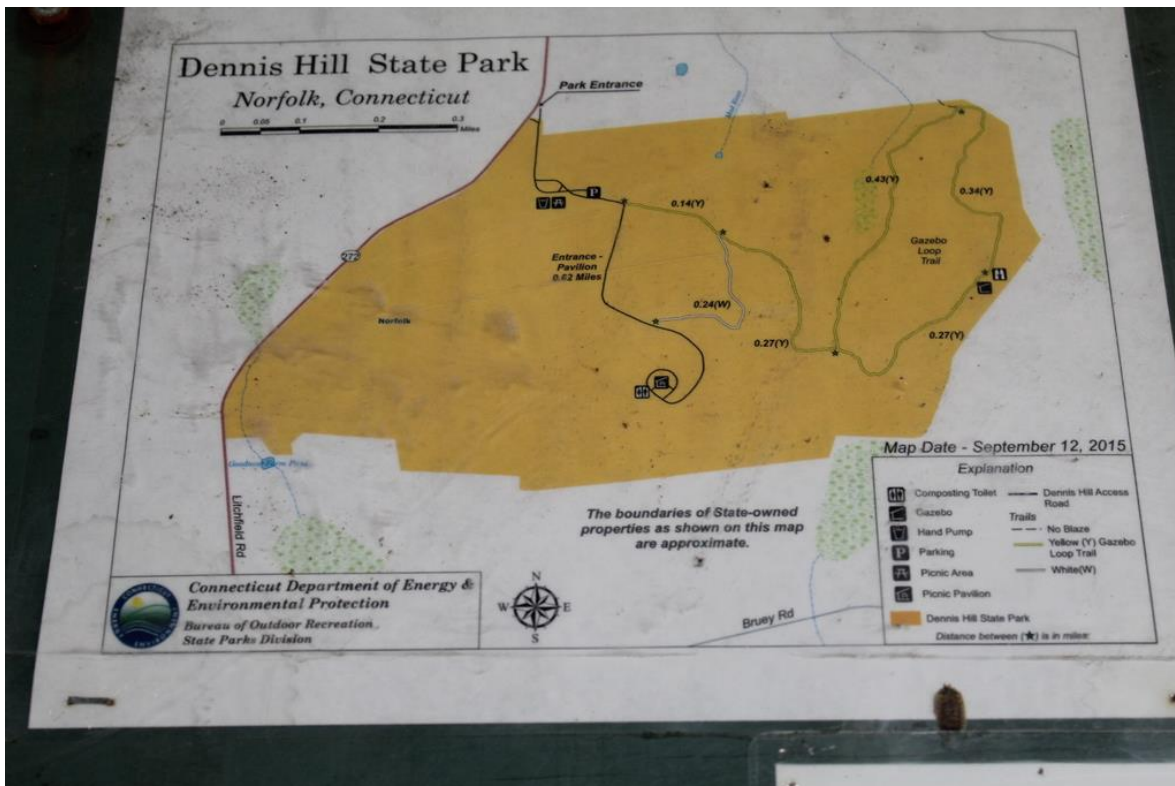 Dennis Hill State Park
Norfolk, Connecticut
0 0.05 0.1 0.2 0.3
Miles
Park Entrance
Mad River
272
P
0.14(Y)
0.43(Y)
0.34(Y)
Entrance -
Pavilion
0.62 Miles
Gazebo
Loop
Trail
Norfolk
0.24(W)
0.27(Y)
0.27(Y)
Litchfield Rd
The boundaries of State-owned
properties as shown on this map
are approximate.
Map Date - September 12, 2015
Explanation
Composting Toilet
Gazebo
Hand Pump
P Parking
Picnic Area
Picnic Pavilion
Dennis Hill Access
Road
Trails
No Blaze
Yellow (Y) Gazebo
Loop Trail
White(W)
Dennis Hill State Park
Distance between (★) is in miles.
Connecticut Department of Energy &
Environmental Protection
Bureau of Outdoor Recreation
State Parks Division
N
W E
S
Bruey Rd